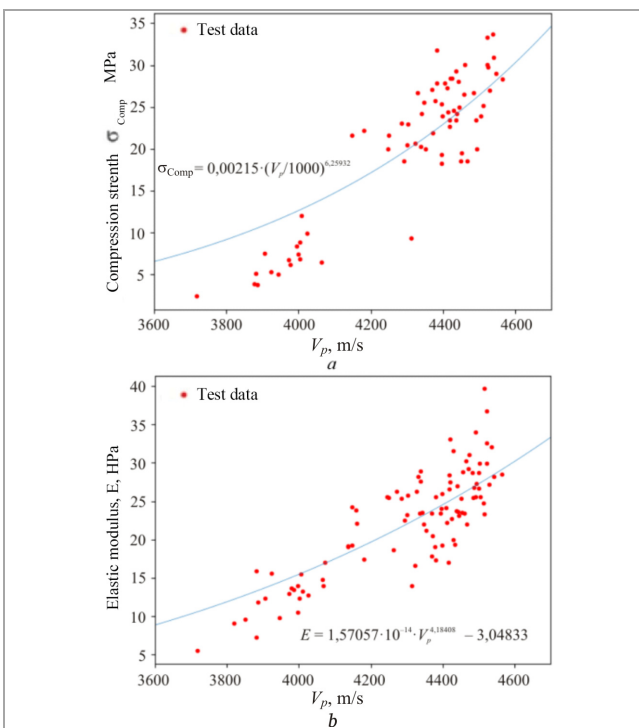 35
Test data
30
25
20
15
10
5
Compression strenth σ Comp MPa
σComp = 0,00215·(Vp/1000)^6,25932
3600 3800 4000 4200 4400 4600
Vp, m/s
a
40
Test data
35
30
25
20
15
10
5
Elastic modulus, E, HPa
E = 1,57057·10^-14·Vp^4,18408 – 3,04833
3600 3800 4000 4200 4400 4600
Vp, m/s
b